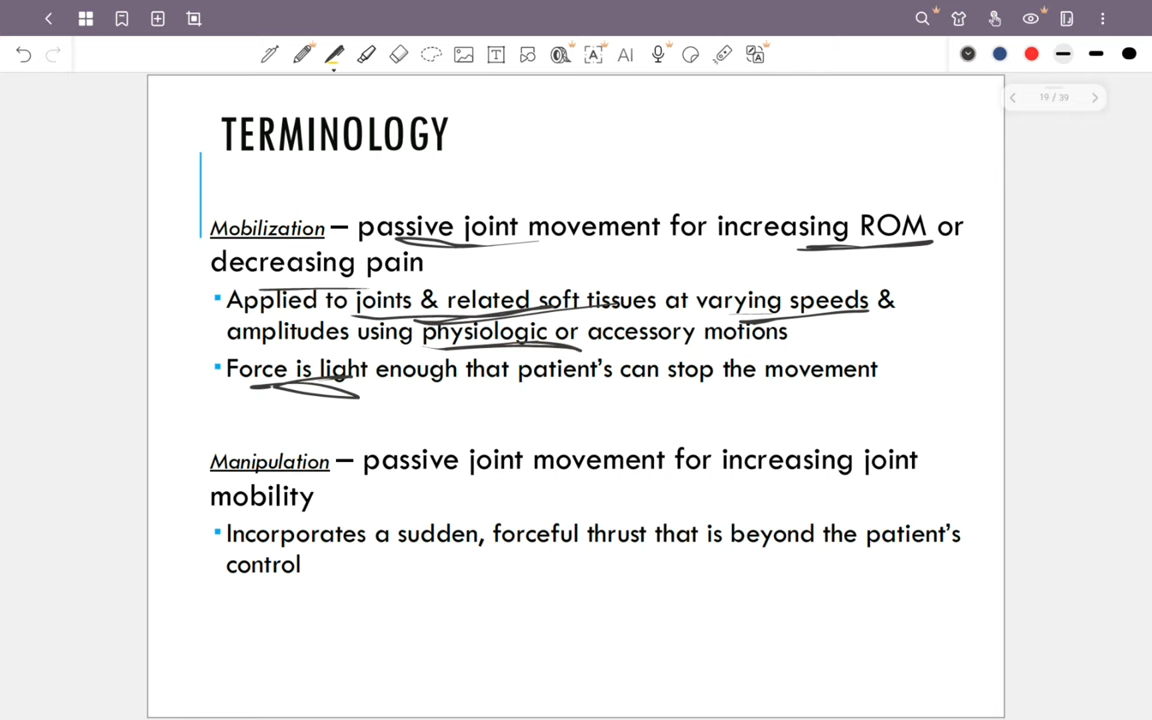 19 / 39
TERMINOLOGY
Mobilization – passive joint movement for increasing ROM or
decreasing pain
▪ Applied to joints & related soft tissues at varying speeds &
amplitudes using physiologic or accessory motions
▪ Force is light enough that patient's can stop the movement
Manipulation – passive joint movement for increasing joint
mobility
▪ Incorporates a sudden, forceful thrust that is beyond the patient's
control